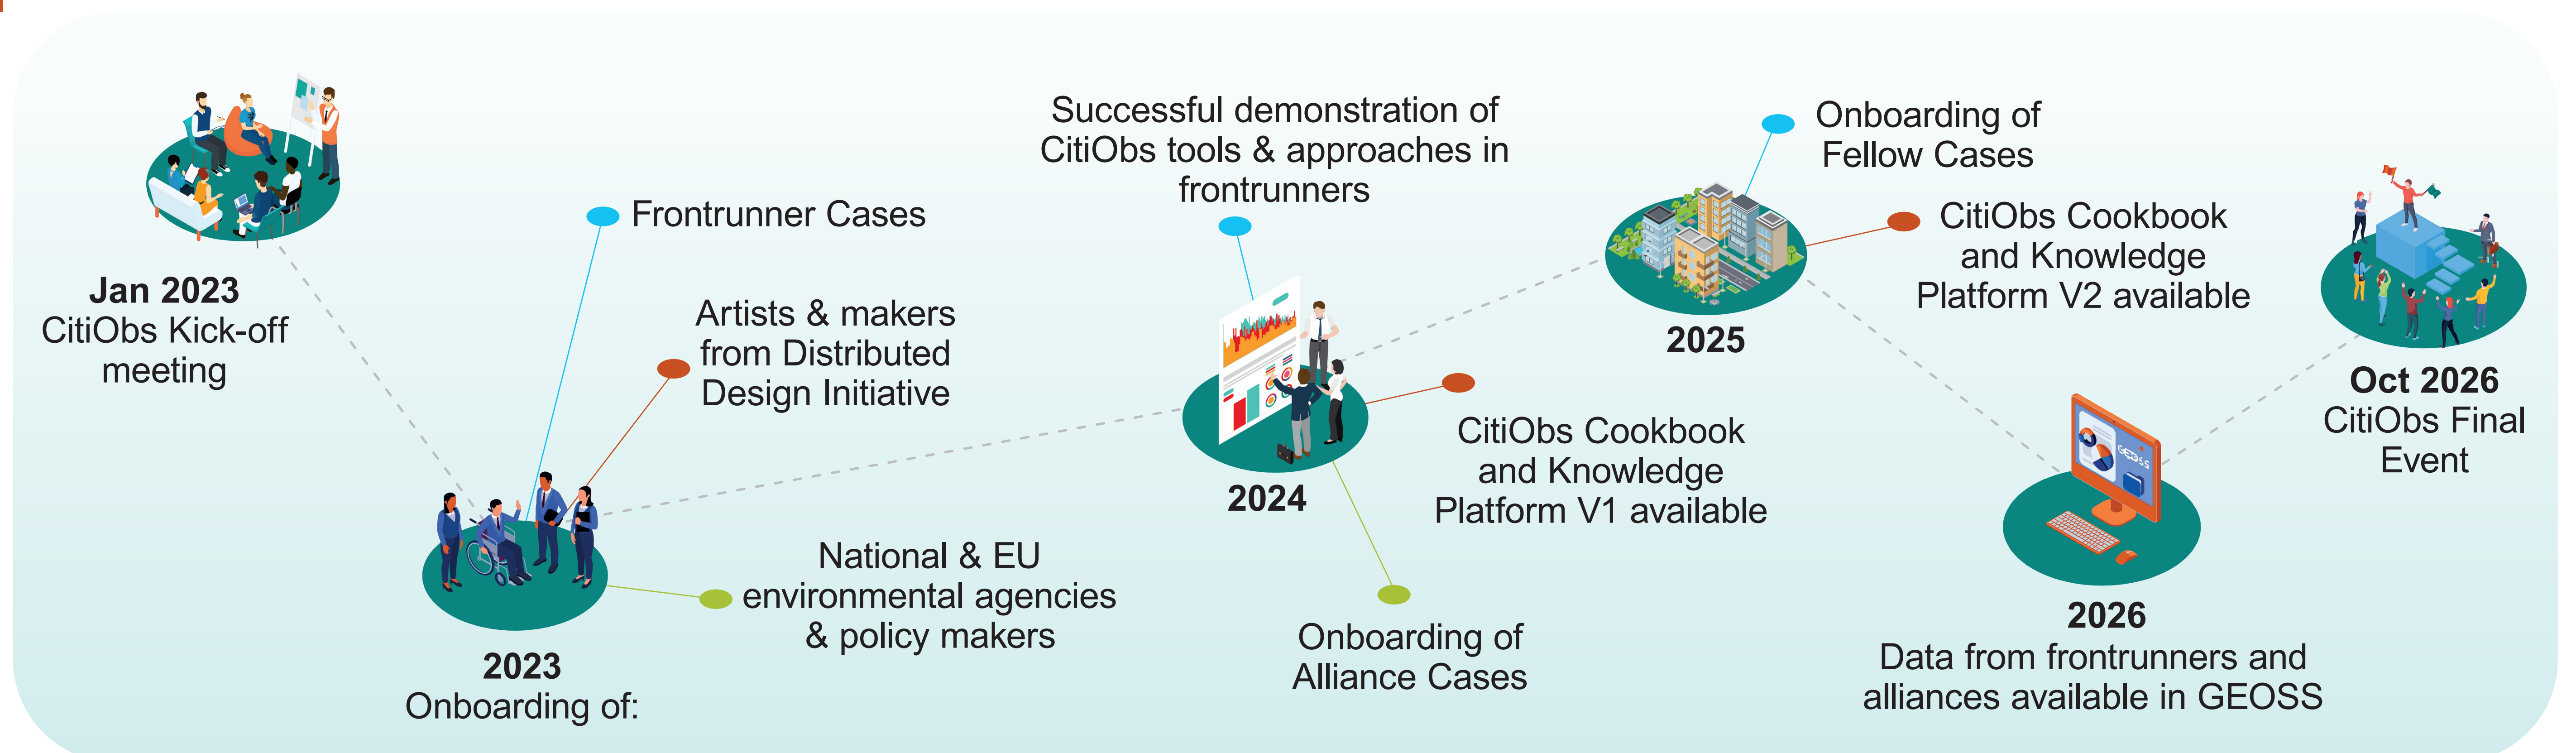 Jan 2023
CitiObs Kick-off
meeting
2023
Onboarding of:
Frontrunner Cases
Artists & makers
from Distributed
Design Initiative
National & EU
environmental agencies
& policy makers
Successful demonstration of
CitiObs tools & approaches in
frontrunners
2024
CitiObs Cookbook
and Knowledge
Platform V1 available
Onboarding of
Alliance Cases
Onboarding of
Fellow Cases
CitiObs Cookbook
and Knowledge
Platform V2 available
2025
GEOSS
2026
Data from frontrunners and
alliances available in GEOSS
Oct 2026
CitiObs Final
Event